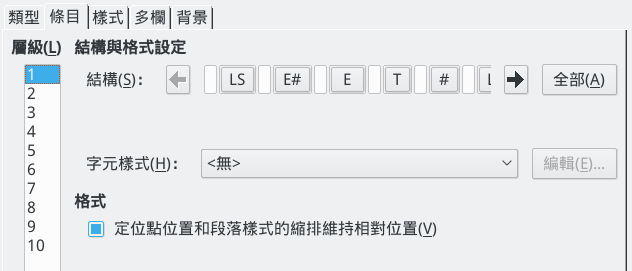 類型 條目 樣式 多欄 背景
層級(L) 結構與格式設定
1
2
3
4
5
6
7
8
9
10
結構(S): LS E# E T # L 全部(A)
字元樣式(H): <無> 編輯(E)...
格式
定位點位置和段落樣式的縮排維持相對位置(V)